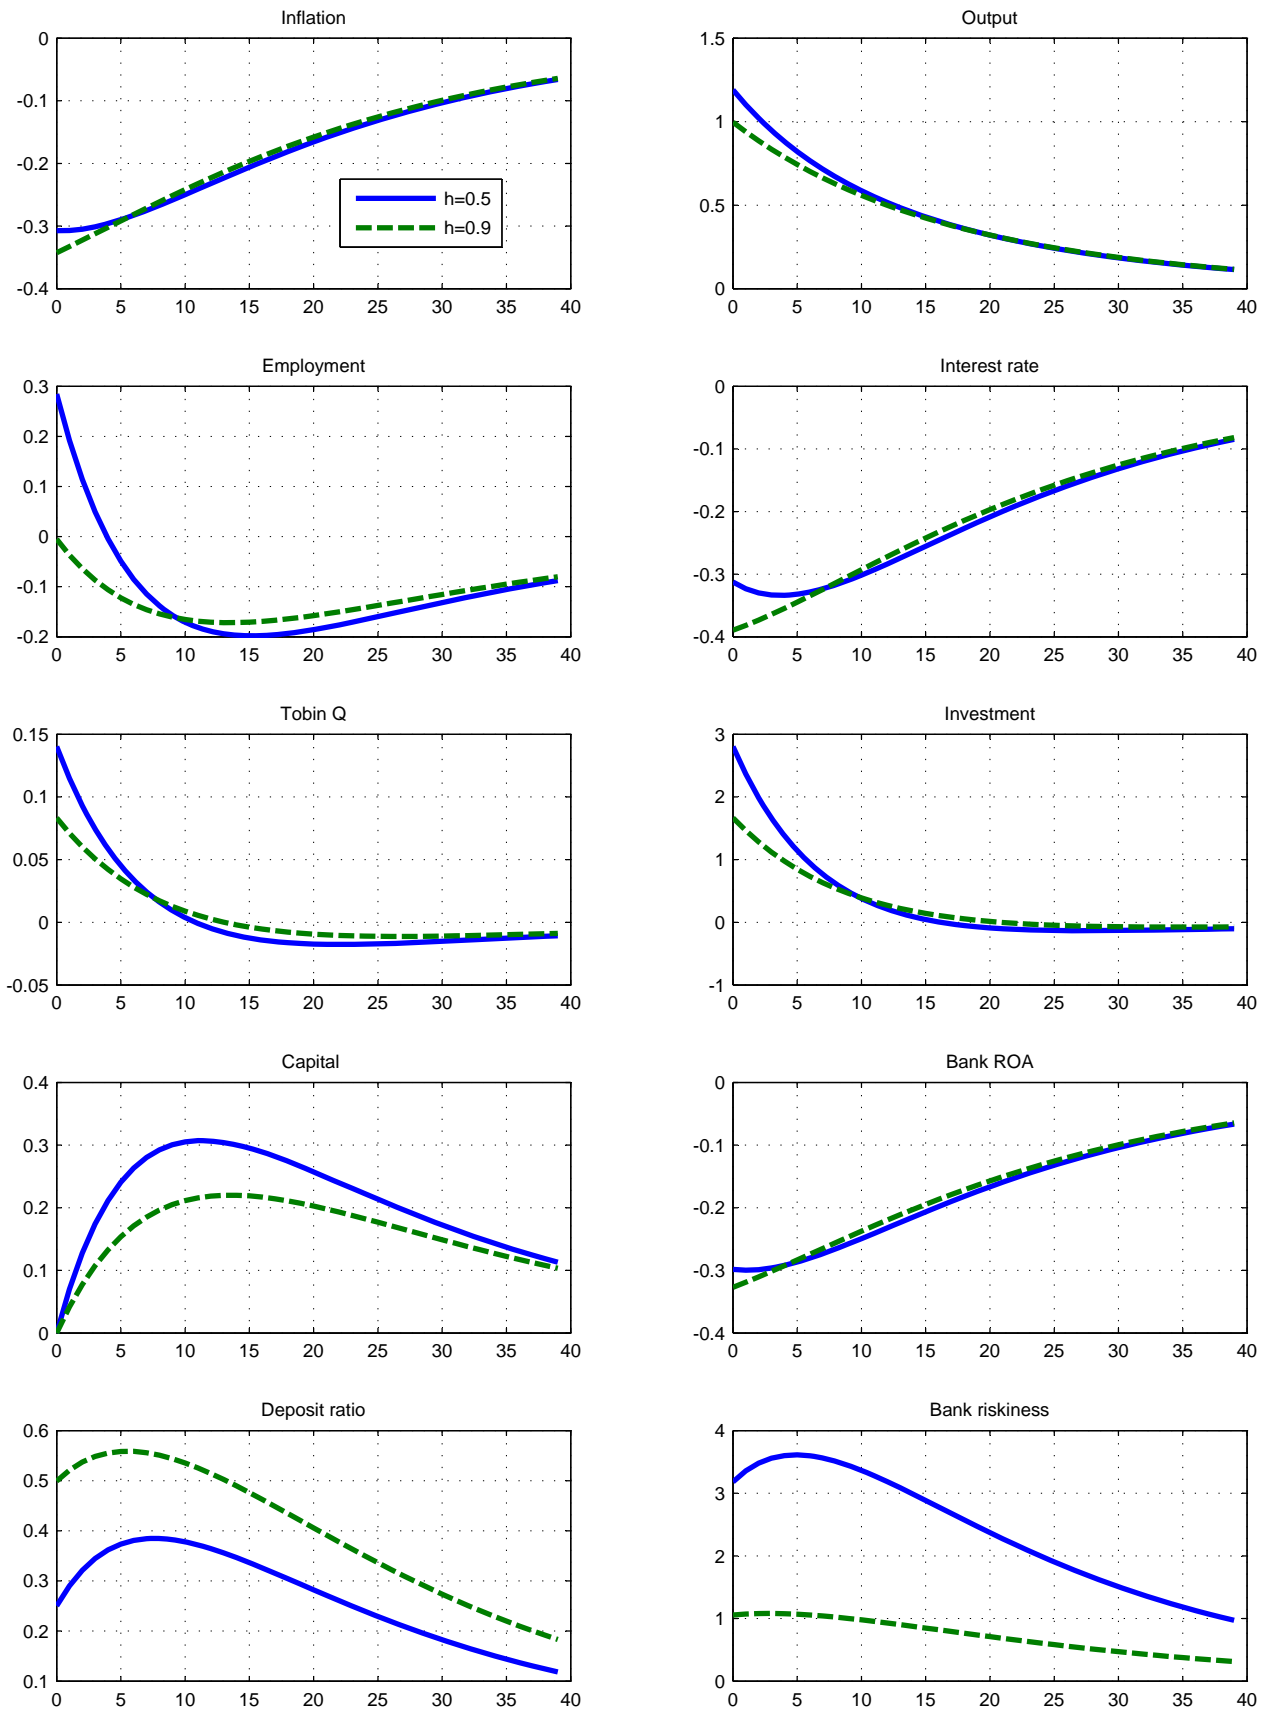 Inflation
0
-0.1
-0.2
-0.3
-0.4
0 5 10 15 20 25 30 35 40
h=0.5
h=0.9
Output
1.5
1
0.5
0
0 5 10 15 20 25 30 35 40
Employment
0.3
0.2
0.1
0
-0.1
-0.2
0 5 10 15 20 25 30 35 40
Interest rate
0
-0.1
-0.2
-0.3
-0.4
0 5 10 15 20 25 30 35 40
Tobin Q
0.15
0.1
0.05
0
-0.05
0 5 10 15 20 25 30 35 40
Investment
3
2
1
0
-1
0 5 10 15 20 25 30 35 40
Capital
0.4
0.3
0.2
0.1
0
0 5 10 15 20 25 30 35 40
Bank ROA
0
-0.1
-0.2
-0.3
-0.4
0 5 10 15 20 25 30 35 40
Deposit ratio
0.6
0.5
0.4
0.3
0.2
0.1
0 5 10 15 20 25 30 35 40
Bank riskiness
4
3
2
1
0
0 5 10 15 20 25 30 35 40